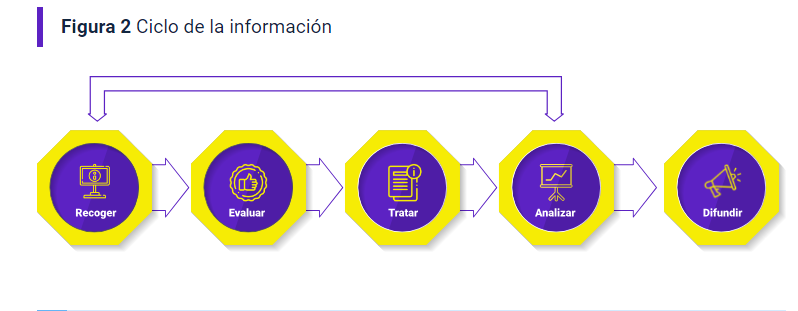 Figura 2 Ciclo de la información
Recoger
Evaluar
Tratar
Analizar
Difundir